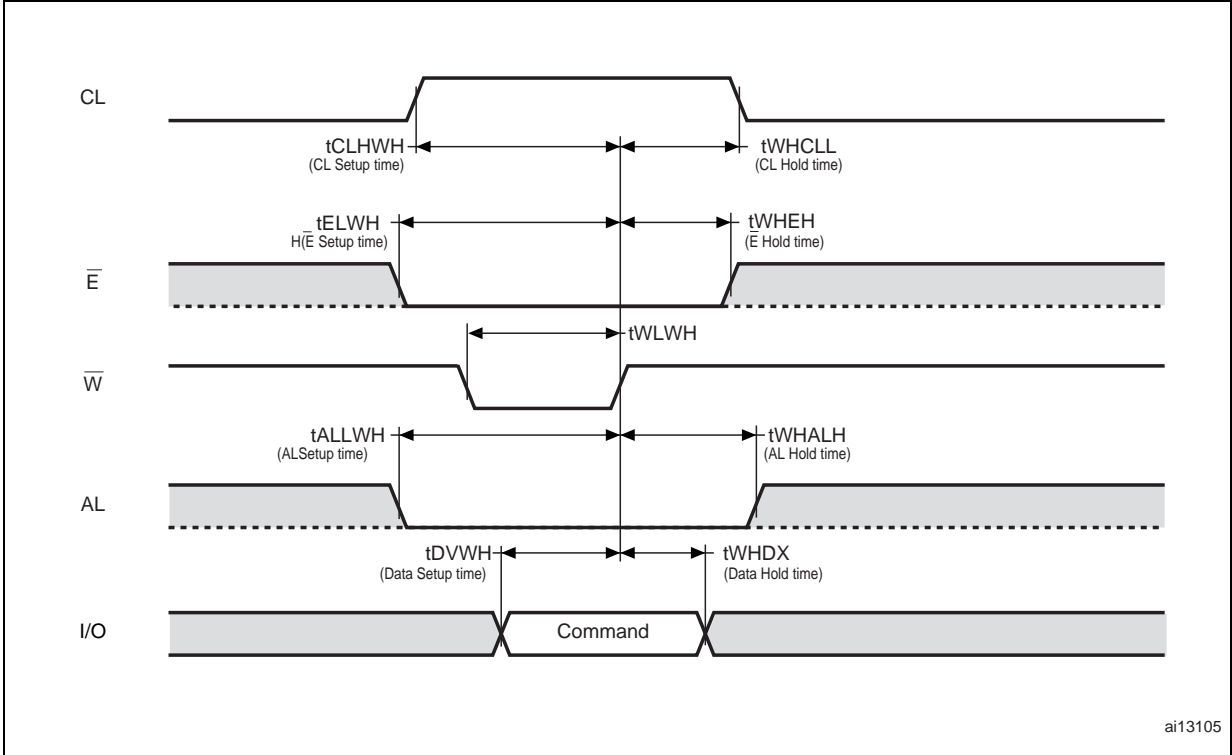 CL
tCLHWH
(CL Setup time)
tWHCLL
(CL Hold time)
tELWH
H(E̅ Setup time)
tWHEH
(E̅ Hold time)
E̅
tWLWH
W̅
tALLWH
(ALSetup time)
tWHALH
(AL Hold time)
AL
tDVWH
(Data Setup time)
tWHDX
(Data Hold time)
I/O
Command
ai13105